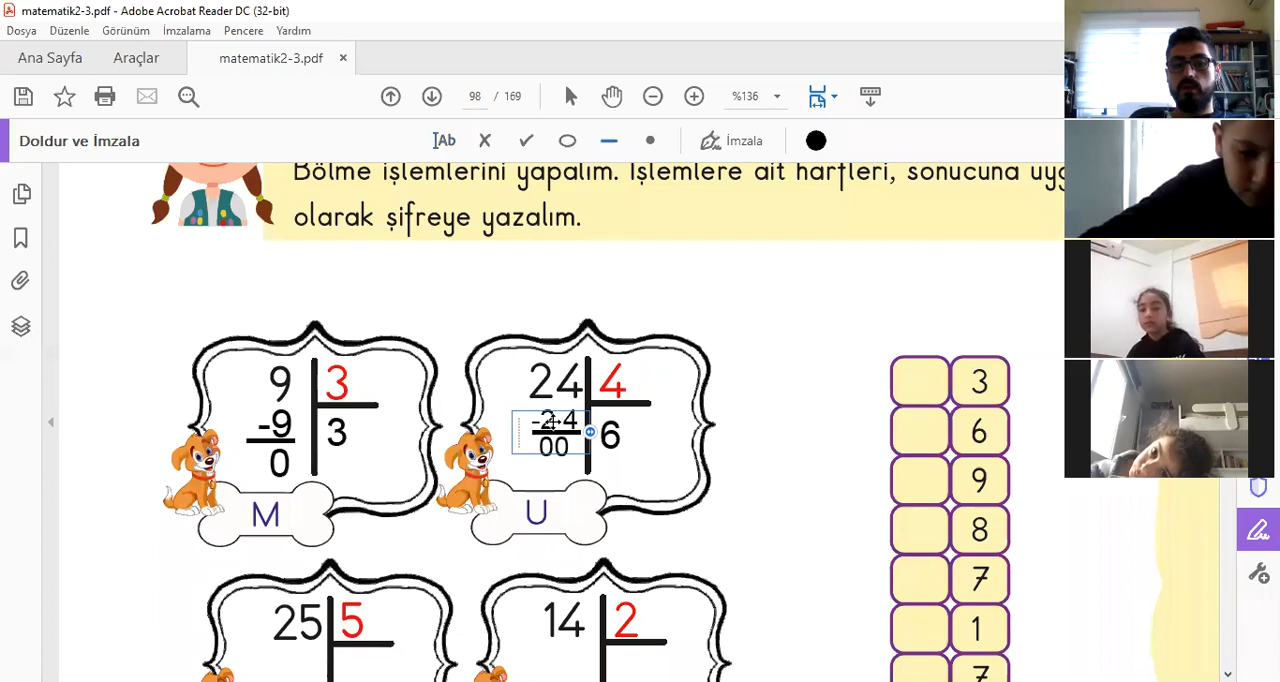 matematik2-3.pdf - Adobe Acrobat Reader DC (32-bit)
Dosya Düzenle Görünüm İmzalama Pencere Yardım
Ana Sayfa Araçlar matematik2-3.pdf ×
98 / 169 %136
Doldur ve İmzala Ab İmzala
Bölme işlemlerini yapalım. İşlemlere ait harfleri, sonucuna uyg
olarak şifreye yazalım.
9 3
-9 3
0
M
24 4
-24 6
00
U
25 5
14 2
3
6
9
8
7
1
7